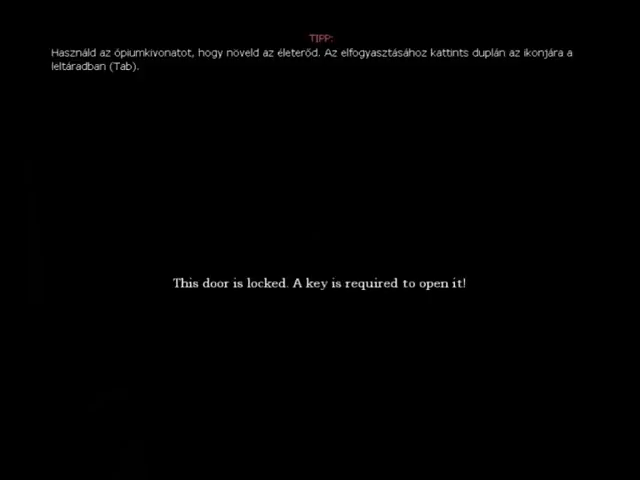 TIPP:
Használd az ópiumkivonatot, hogy növeld az életerőd. Az elfogyasztásához kattints duplán az ikonjára a
leltáradban (Tab).
This door is locked. A key is required to open it!